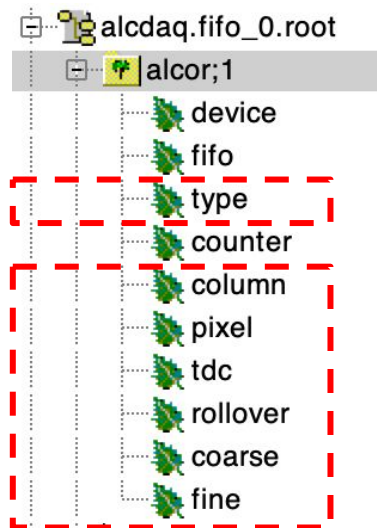 alcdaq.fifo_0.root
alcor;1
device
fifo
type
counter
column
pixel
tdc
rollover
coarse
fine